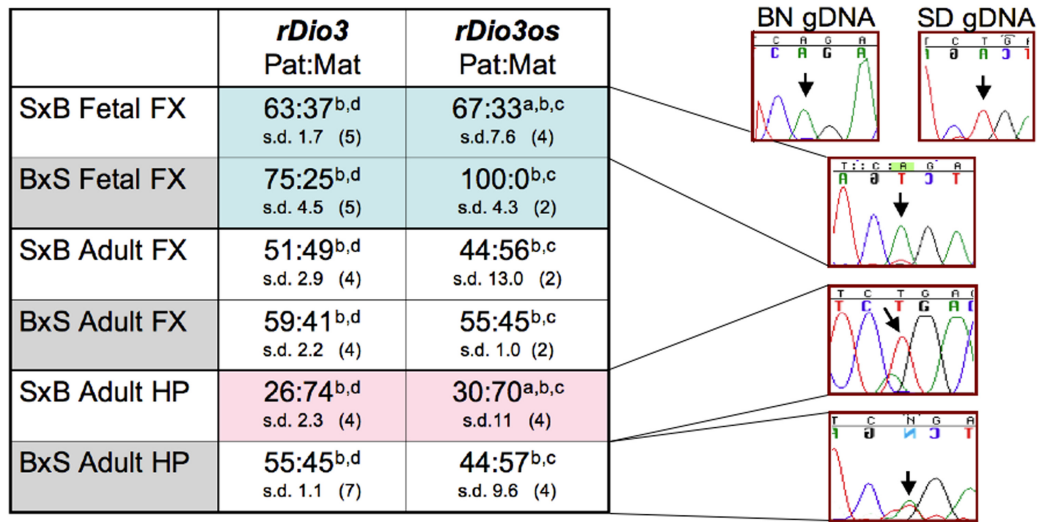 rDio3 rDio3os
Pat:Mat Pat:Mat
SxB Fetal FX 63:37b,d 67:33a,b,c
s.d. 1.7 (5) s.d.7.6 (4)
BxS Fetal FX 75:25b,d 100:0b,c
s.d. 4.5 (5) s.d. 4.3 (2)
SxB Adult FX 51:49b,d 44:56b,c
s.d. 2.9 (4) s.d. 13.0 (2)
BxS Adult FX 59:41b,d 55:45b,c
s.d. 2.2 (4) s.d. 1.0 (2)
SxB Adult HP 26:74b,d 30:70a,b,c
s.d. 2.3 (4) s.d.11 (4)
BxS Adult HP 55:45b,d 44:57b,c
s.d. 1.1 (7) s.d. 9.6 (4)
BN gDNA SD gDNA
C A G A
C A G A
C T G
T : : C : A G A
T C T G A
T C T G A
T C N G A